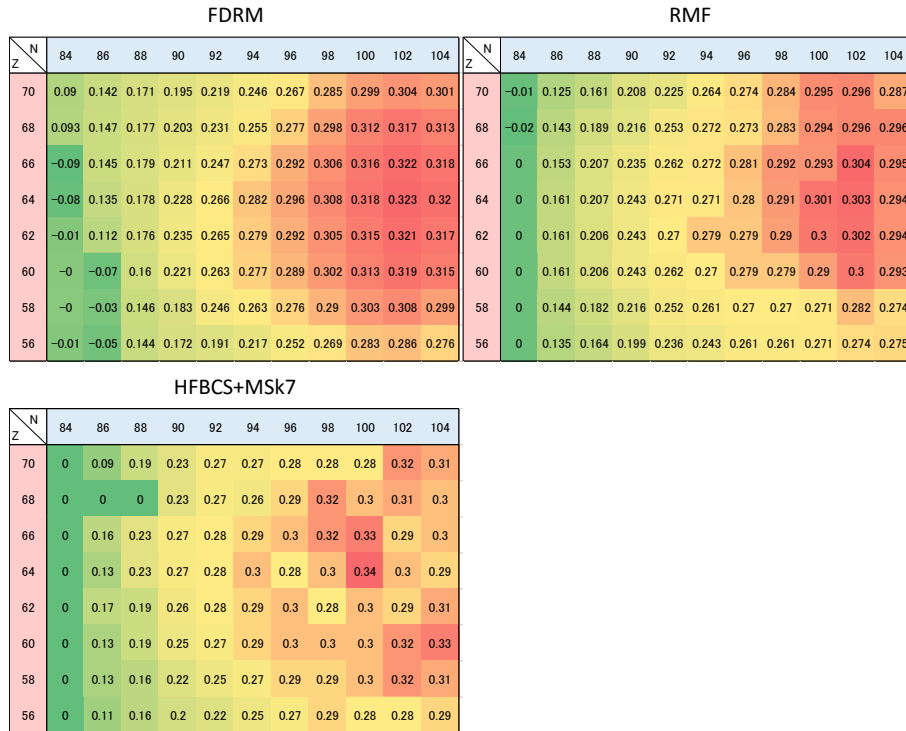 FDRM
N
Z 84 86 88 90 92 94 96 98 100 102 104
70 0.09 0.142 0.171 0.195 0.219 0.246 0.267 0.285 0.299 0.304 0.301
68 0.093 0.147 0.177 0.203 0.231 0.255 0.277 0.298 0.312 0.317 0.313
66 −0.09 0.145 0.179 0.211 0.247 0.273 0.292 0.306 0.316 0.322 0.318
64 −0.08 0.135 0.178 0.228 0.266 0.282 0.296 0.308 0.318 0.323 0.32
62 −0.01 0.112 0.176 0.235 0.265 0.279 0.292 0.305 0.315 0.321 0.317
60 −0 −0.07 0.16 0.221 0.263 0.277 0.289 0.302 0.313 0.319 0.315
58 −0 −0.03 0.146 0.183 0.246 0.263 0.276 0.29 0.303 0.308 0.299
56 −0.01 −0.05 0.144 0.172 0.191 0.217 0.252 0.269 0.283 0.286 0.276
RMF
N
Z 84 86 88 90 92 94 96 98 100 102 104
70 −0.01 0.125 0.161 0.208 0.225 0.264 0.274 0.284 0.295 0.296 0.287
68 −0.02 0.143 0.189 0.216 0.253 0.272 0.273 0.283 0.294 0.296 0.296
66 0 0.153 0.207 0.235 0.262 0.272 0.281 0.292 0.293 0.304 0.295
64 0 0.161 0.207 0.243 0.271 0.271 0.28 0.291 0.301 0.303 0.294
62 0 0.161 0.206 0.243 0.27 0.279 0.279 0.29 0.3 0.302 0.294
60 0 0.161 0.206 0.243 0.262 0.27 0.279 0.279 0.29 0.3 0.293
58 0 0.144 0.182 0.216 0.252 0.261 0.27 0.27 0.271 0.282 0.274
56 0 0.135 0.164 0.199 0.236 0.243 0.261 0.261 0.271 0.274 0.275
HFBCS+MSk7
N
Z 84 86 88 90 92 94 96 98 100 102 104
70 0 0.09 0.19 0.23 0.27 0.27 0.28 0.28 0.28 0.32 0.31
68 0 0 0 0.23 0.27 0.26 0.29 0.32 0.3 0.31 0.3
66 0 0.16 0.23 0.27 0.28 0.29 0.3 0.32 0.33 0.29 0.3
64 0 0.13 0.23 0.27 0.28 0.3 0.28 0.3 0.34 0.3 0.29
62 0 0.17 0.19 0.26 0.28 0.29 0.3 0.28 0.3 0.29 0.31
60 0 0.13 0.19 0.25 0.27 0.29 0.3 0.3 0.3 0.32 0.33
58 0 0.13 0.16 0.22 0.25 0.27 0.29 0.29 0.3 0.32 0.31
56 0 0.11 0.16 0.2 0.22 0.25 0.27 0.29 0.28 0.28 0.29